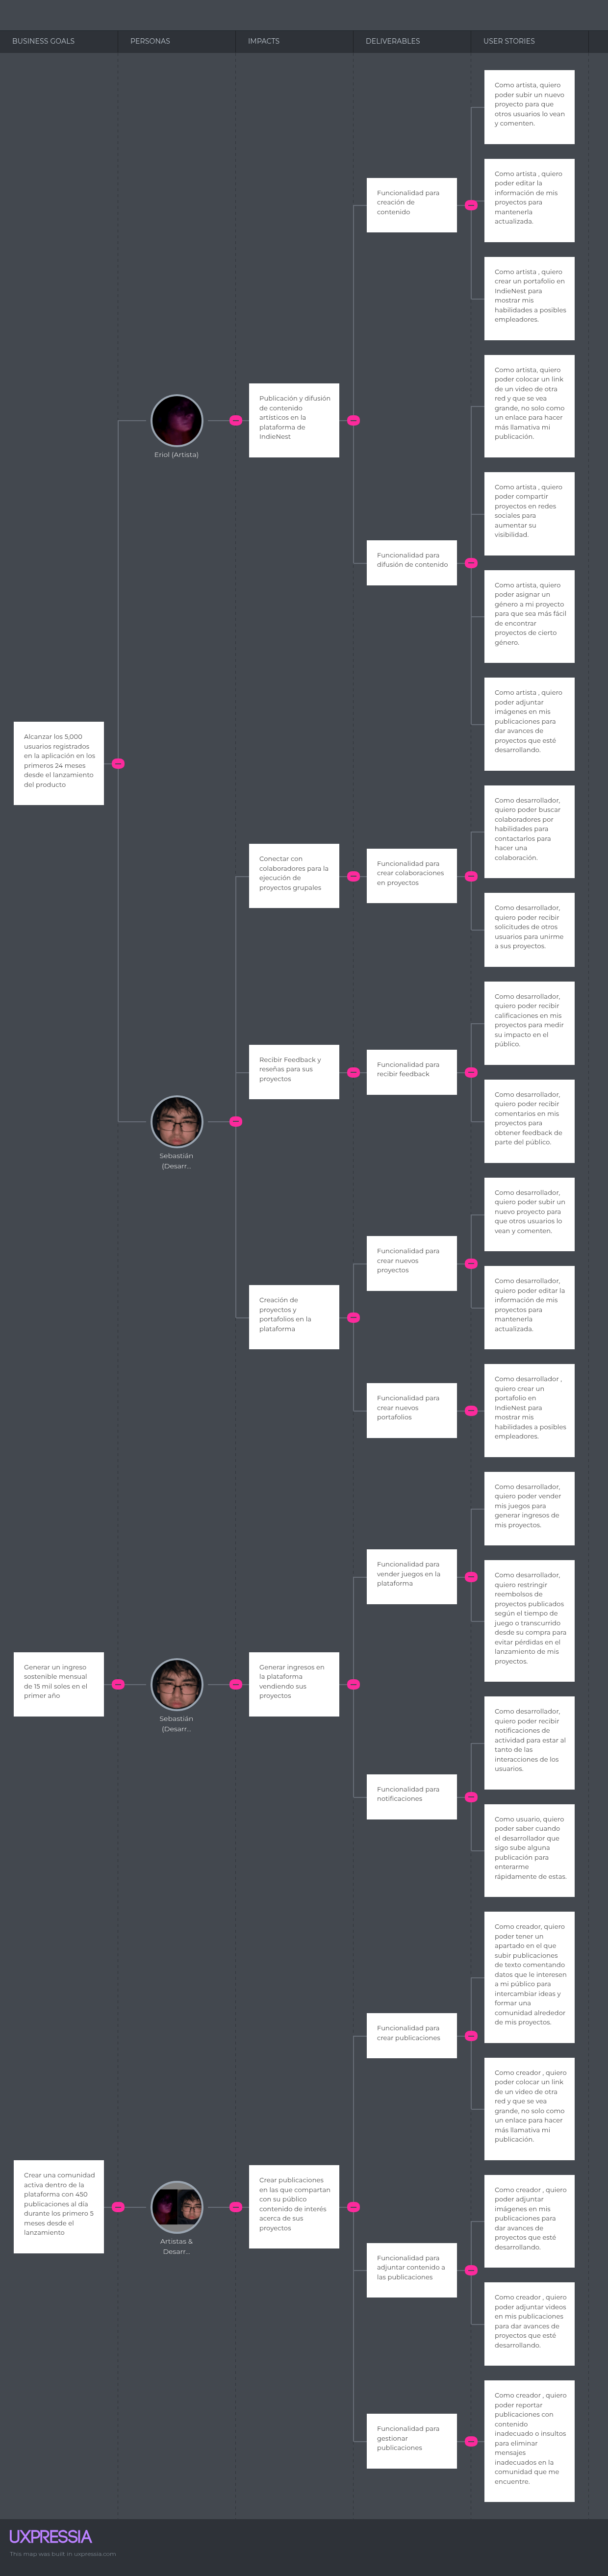 BUSINESS GOALS
PERSONAS
IMPACTS
DELIVERABLES
USER STORIES
Como artista, quiero
poder subir un nuevo
proyecto para que
otros usuarios lo vean
y comenten.
Como artista , quiero
poder editar la
información de mis
proyectos para
mantenerla
actualizada.
Funcionalidad para
creación de
contenido
Como artista , quiero
crear un portafolio en
IndieNest para
mostrar mis
habilidades a posibles
empleadores.
Como artista, quiero
poder colocar un link
de un video de otra
red y que se vea
grande, no solo como
un enlace para hacer
más llamativa mi
publicación.
Publicación y difusión
de contenido
artísticos en la
plataforma de
IndieNest
Eriol (Artista)
Como artista , quiero
poder compartir
proyectos en redes
sociales para
aumentar su
visibilidad.
Funcionalidad para
difusión de contenido
Como artista, quiero
poder asignar un
género a mi proyecto
para que sea más fácil
de encontrar
proyectos de cierto
género.
Como artista , quiero
poder adjuntar
imágenes en mis
publicaciones para
dar avances de
proyectos que esté
desarrollando.
Alcanzar los 5,000
usuarios registrados
en la aplicación en los
primeros 24 meses
desde el lanzamiento
del producto
Como desarrollador,
quiero poder buscar
colaboradores por
habilidades para
contactarlos para
hacer una
colaboración.
Conectar con
colaboradores para la
ejecución de
proyectos grupales
Funcionalidad para
crear colaboraciones
en proyectos
Como desarrollador,
quiero poder recibir
solicitudes de otros
usuarios para unirme
a sus proyectos.
Como desarrollador,
quiero poder recibir
calificaciones en mis
proyectos para medir
su impacto en el
público.
Recibir Feedback y
reseñas para sus
proyectos
Funcionalidad para
recibir feedback
Como desarrollador,
quiero poder recibir
comentarios en mis
proyectos para
obtener feedback de
parte del público.
Sebastián
(Desarr...
Como desarrollador,
quiero poder subir un
nuevo proyecto para
que otros usuarios lo
vean y comenten.
Funcionalidad para
crear nuevos
proyectos
Como desarrollador,
quiero poder editar la
información de mis
proyectos para
mantenerla
actualizada.
Creación de
proyectos y
portafolios en la
plataforma
Como desarrollador ,
quiero crear un
portafolio en
IndieNest para
mostrar mis
habilidades a posibles
empleadores.
Funcionalidad para
crear nuevos
portafolios
Como desarrollador,
quiero poder vender
mis juegos para
generar ingresos de
mis proyectos.
Funcionalidad para
vender juegos en la
plataforma
Como desarrollador,
quiero restringir
reembolsos de
proyectos publicados
según el tiempo de
juego o transcurrido
desde su compra para
evitar pérdidas en el
lanzamiento de mis
proyectos.
Generar un ingreso
sostenible mensual
de 15 mil soles en el
primer año
Sebastián
(Desarr...
Generar ingresos en
la plataforma
vendiendo sus
proyectos
Como desarrollador,
quiero poder recibir
notificaciones de
actividad para estar al
tanto de las
interacciones de los
usuarios.
Funcionalidad para
notificaciones
Como usuario, quiero
poder saber cuando
el desarrollador que
sigo sube alguna
publicación para
enterarme
rápidamente de estas.
Como creador, quiero
poder tener un
apartado en el que
subir publicaciones
de texto comentando
datos que le interesen
a mi público para
intercambiar ideas y
formar una
comunidad alrededor
de mis proyectos.
Funcionalidad para
crear publicaciones
Como creador , quiero
poder colocar un link
de un video de otra
red y que se vea
grande, no solo como
un enlace para hacer
más llamativa mi
publicación.
Crear una comunidad
activa dentro de la
plataforma con 450
publicaciones al día
durante los primero 5
meses desde el
lanzamiento
Artistas &
Desarr...
Crear publicaciones
en las que compartan
con su público
contenido de interés
acerca de sus
proyectos
Como creador , quiero
poder adjuntar
imágenes en mis
publicaciones para
dar avances de
proyectos que esté
desarrollando.
Funcionalidad para
adjuntar contenido a
las publicaciones
Como creador , quiero
poder adjuntar videos
en mis publicaciones
para dar avances de
proyectos que esté
desarrollando.
Como creador , quiero
poder reportar
publicaciones con
contenido
inadecuado o insultos
para eliminar
mensajes
inadecuados en la
comunidad que me
encuentre.
Funcionalidad para
gestionar
publicaciones
UXPRESSIA
This map was built in uxpressia.com